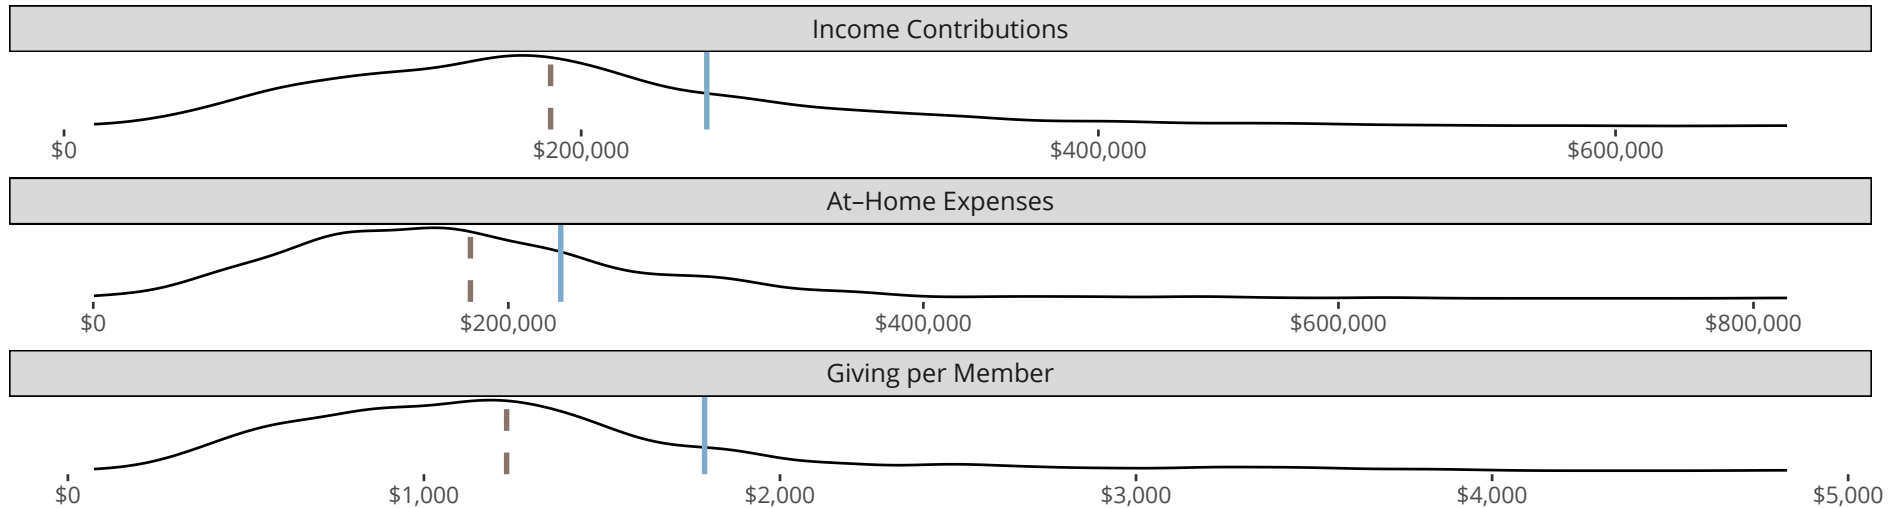 Income Contributions
$0 $200,000 $400,000 $600,000
At–Home Expenses
$0 $200,000 $400,000 $600,000 $800,000
Giving per Member
$0 $1,000 $2,000 $3,000 $4,000 $5,000